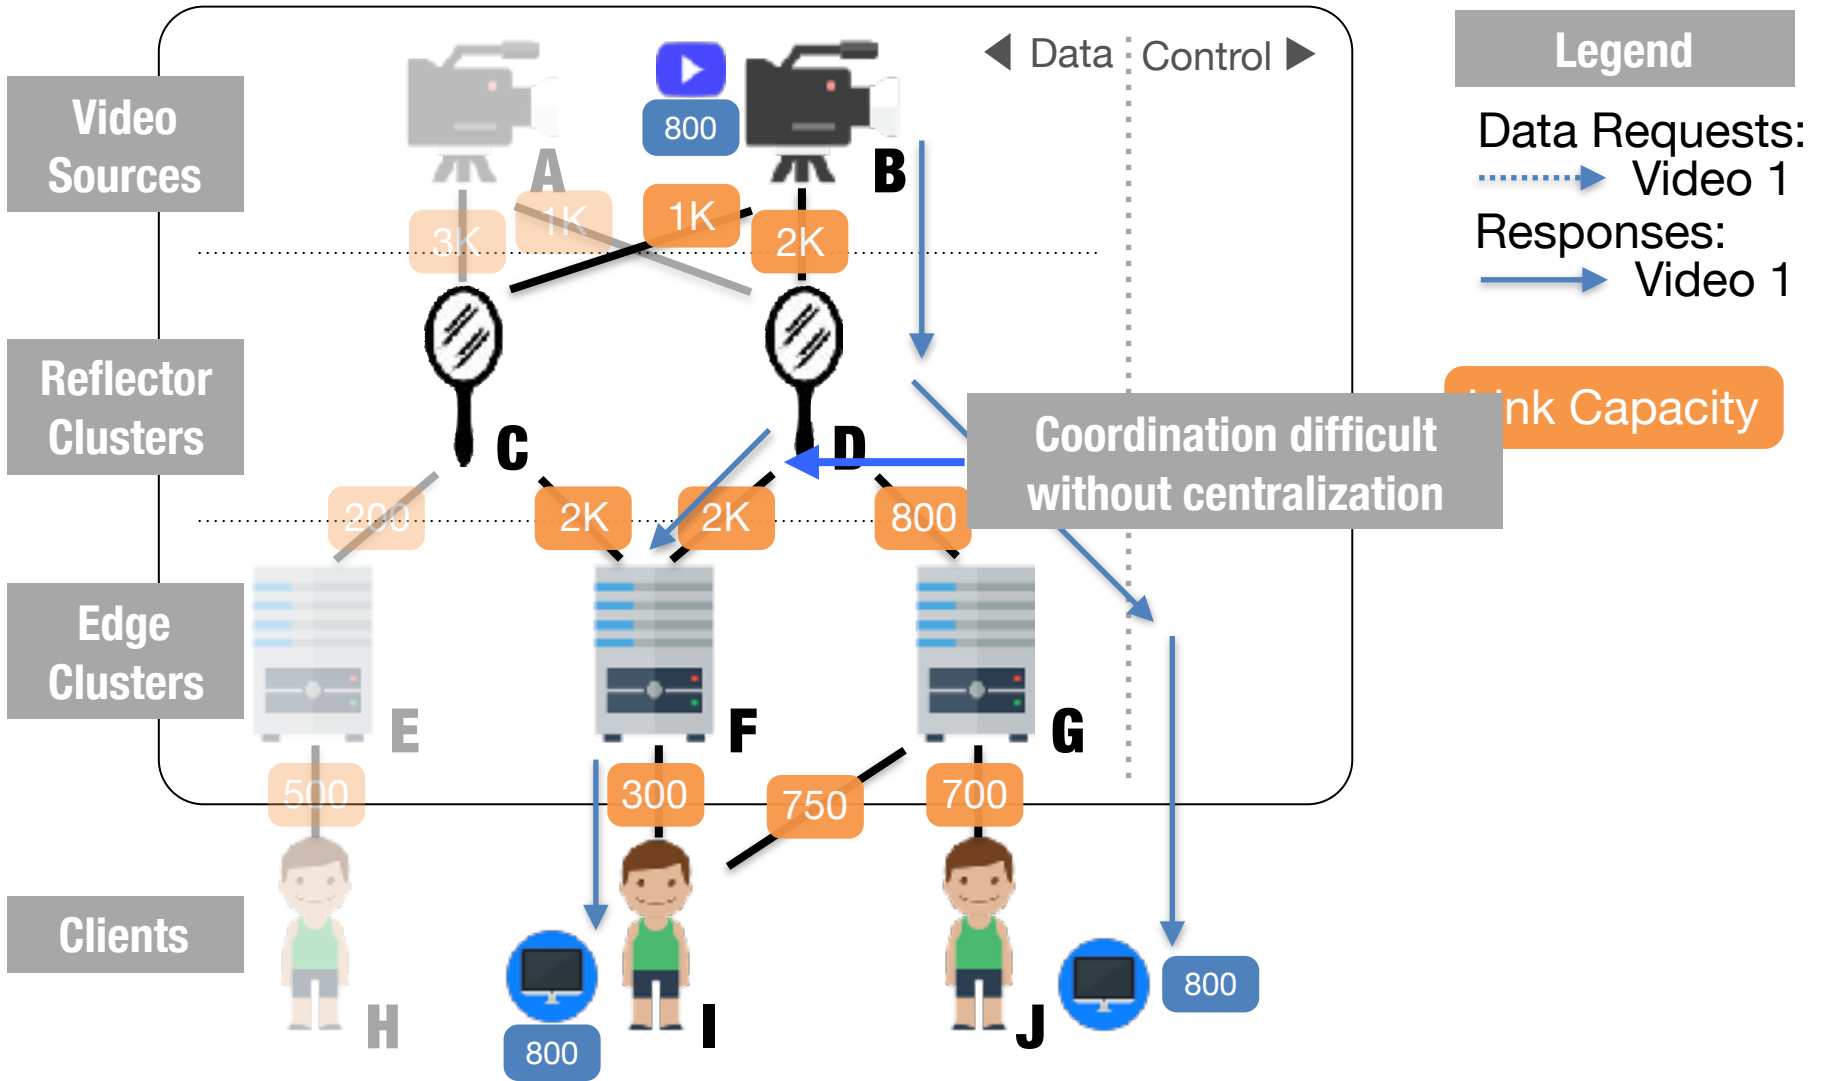 Data
Control
Legend
Video
Sources
800
A
B
Data Requests:
Video 1
Responses:
Video 1
3K
1K
1K
2K
Reflector
Clusters
C
D
Coordination difficult
without centralization
nk Capacity
200
2K
2K
800
Edge
Clusters
E
F
G
500
300
750
700
Clients
H
I
J
800
800